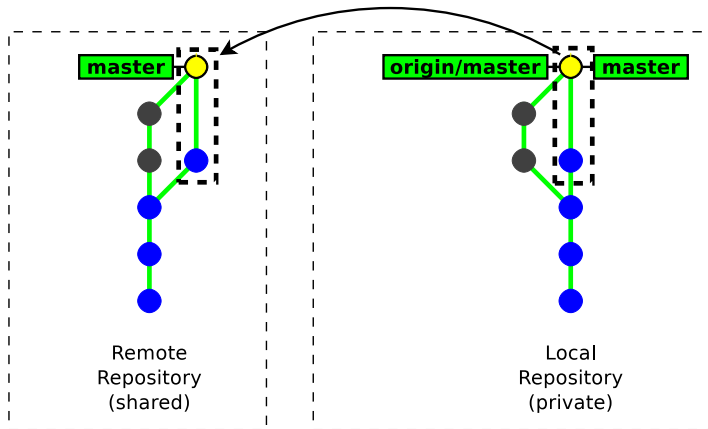 master
origin/master
master
Remote
Repository
(shared)
Local
Repository
(private)